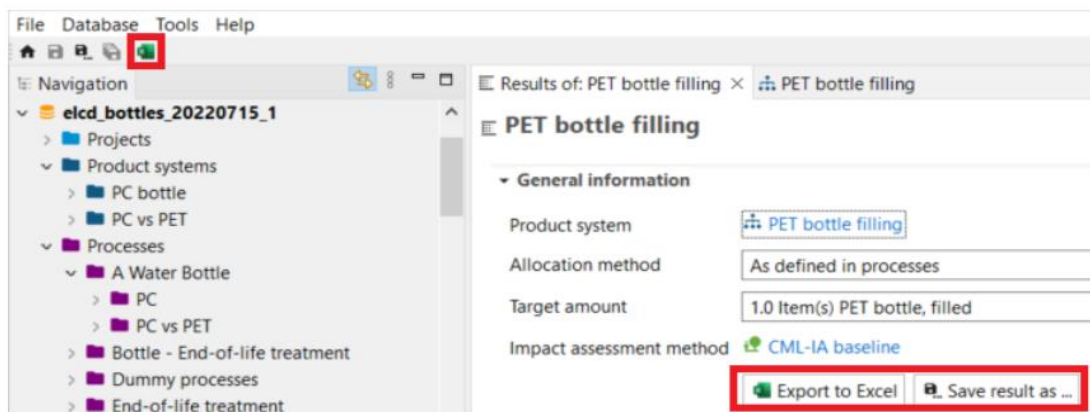 File Database Tools Help
Navigation
elcd_bottles_20220715_1
Projects
Product systems
PC bottle
PC vs PET
Processes
A Water Bottle
PC
PC vs PET
Bottle - End-of-life treatment
Dummy processes
End-of-life treatment
Results of: PET bottle filling PET bottle filling
PET bottle filling
General information
Product system PET bottle filling
Allocation method As defined in processes
Target amount 1.0 Item(s) PET bottle, filled
Impact assessment method CML-IA baseline
Export to Excel Save result as ...